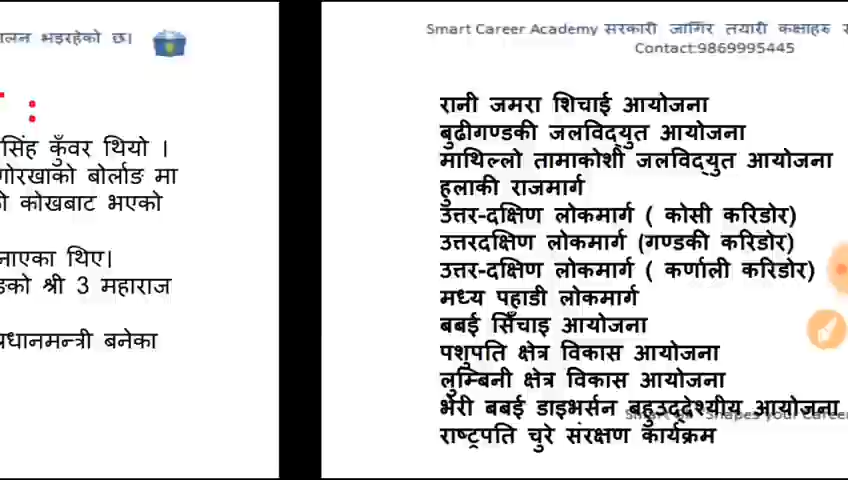 लन भइरहेको छ।
:
सिंह कुँवर थियो ।
गोरखाको बोर्लाङ मा
कोखबाट भएको
नाएका थिए।
को श्री 3 महाराज
प्रधानमन्त्री बनेका
Smart Career Academy सरकारी जागिर तयारी कक्षाहरु
Contact:9869995445
रानी जमरा शिचाई आयोजना
बुढीगण्डकी जलविद्युत आयोजना
माथिल्लो तामाकोशी जलविद्युत आयोजना
हुलाकी राजमार्ग
उत्तर-दक्षिण लोकमार्ग ( कोसी करिडोर)
उत्तरदक्षिण लोकमार्ग (गण्डकी करिडोर)
उत्तर-दक्षिण लोकमार्ग ( कर्णाली करिडोर)
मध्य पहाडी लोकमार्ग
बबई सिँचाइ आयोजना
पशुपति क्षेत्र विकास आयोजना
लुम्बिनी क्षेत्र विकास आयोजना
भेरी बबई डाइभर्सन बहुउद्देश्यीय आयोजना
राष्ट्रपति चुरे संरक्षण कार्यक्रम